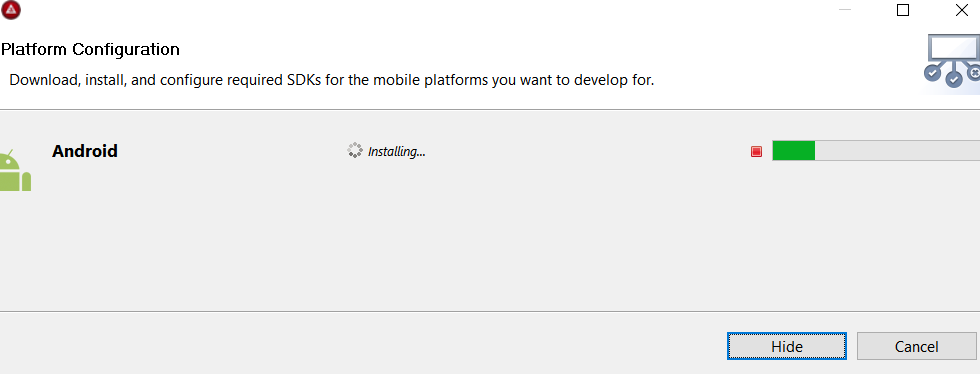 Platform Configuration
Download, install, and configure required SDKs for the mobile platforms you want to develop for.
Android
Installing...
Hide
Cancel